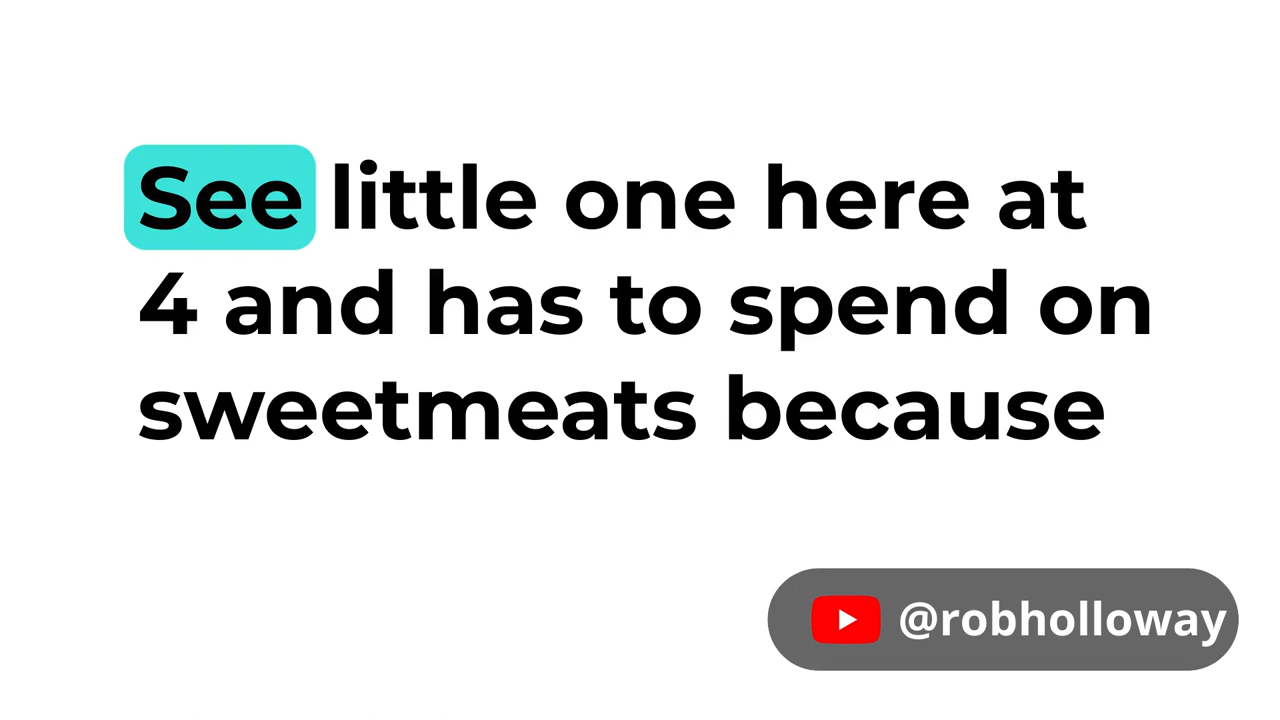 See little one here at
4 and has to spend on
sweetmeats because
@robholloway